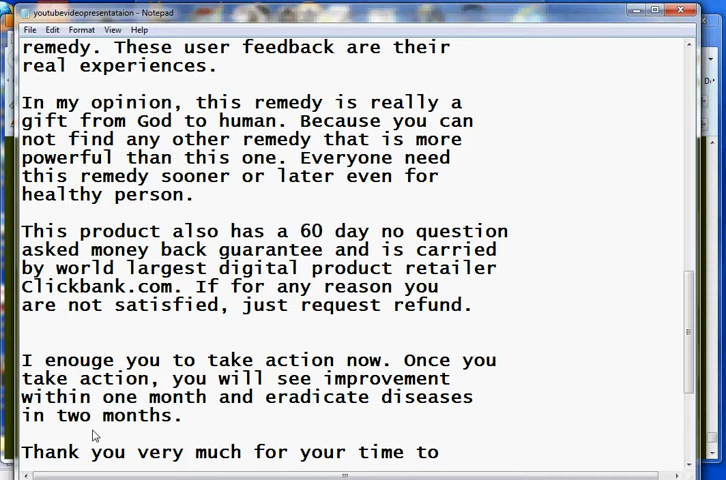 youtubevideopresentataion - Notepad
File Edit Format View Help
remedy. These user feedback are their
real experiences.
In my opinion, this remedy is really a
gift from God to human. Because you can
not find any other remedy that is more
powerful than this one. Everyone need
this remedy sooner or later even for
healthy person.
This product also has a 60 day no question
asked money back guarantee and is carried
by world largest digital product retailer
Clickbank.com. If for any reason you
are not satisfied, just request refund.
I enouge you to take action now. Once you
take action, you will see improvement
within one month and eradicate diseases
in two months.
Thank you very much for your time to